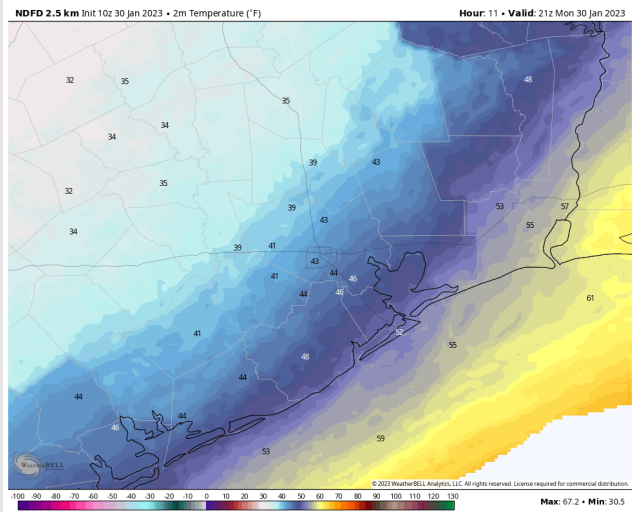 NDFD 2.5 km Init 10z 30 Jan 2023 • 2m Temperature (°F) Hour: 11 • Valid: 21z Mon 30 Jan 2023
48
32 35
35
34
34
39 43
35
32
39 53 57
43 55
34
39 41
43
41 44 46
44 46 61
41 52
55
48
44
44
44
46
59
53
WEATHERBELL
© 2023 WeatherBELL Analytics, LLC. All rights reserved. License required for commercial distribution.
-100 -90 -80 -70 -60 -50 -40 -30 -20 -10 0 10 20 30 40 50 60 70 80 90 100 110 120 130
Max: 67.2 • Min: 30.5